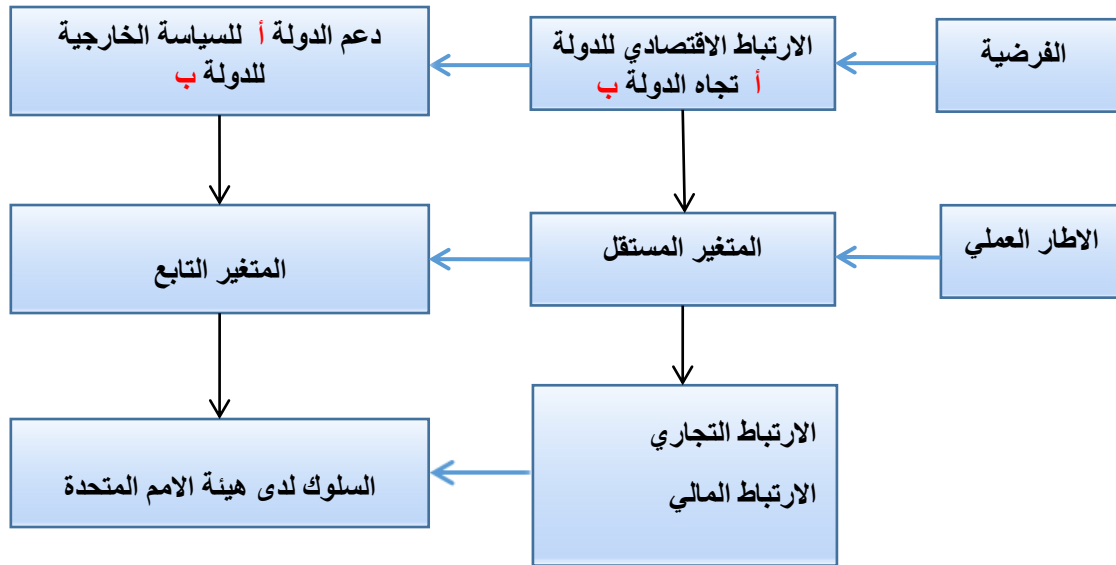 الفرضية
الارتباط الاقتصادي للدولة
أ تجاه الدولة ب
دعم الدولة أ للسياسة الخارجية
للدولة ب
الاطار العملي
المتغير المستقل
المتغير التابع
الارتباط التجاري
الارتباط المالي
السلوك لدى هيئة الامم المتحدة